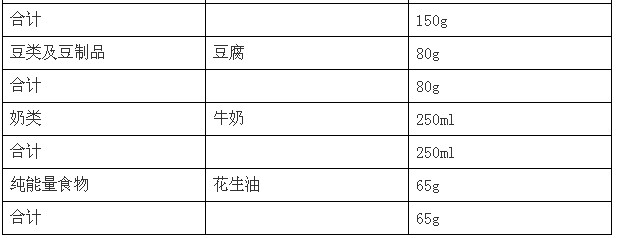 合计 150g
豆类及豆制品 豆腐 80g
合计 80g
奶类 牛奶 250ml
合计 250ml
纯能量食物 花生油 65g
合计 65g